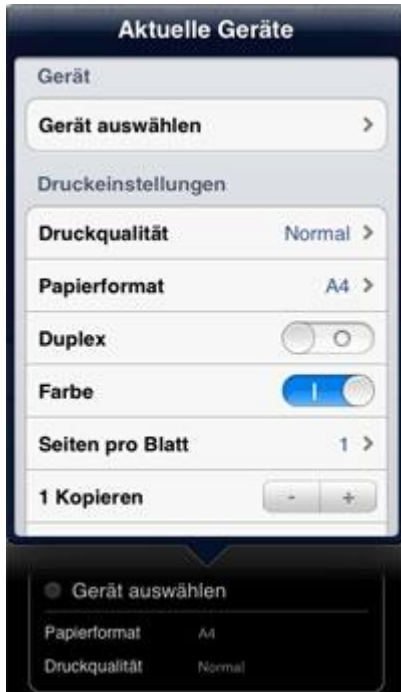 Aktuelle Geräte
Gerät
Gerät auswählen
Druckeinstellungen
Druckqualität Normal
Papierformat A4
Duplex
Farbe
Seiten pro Blatt 1
1 Kopieren - +
Gerät auswählen
Papierformat A4
Druckqualität Normal